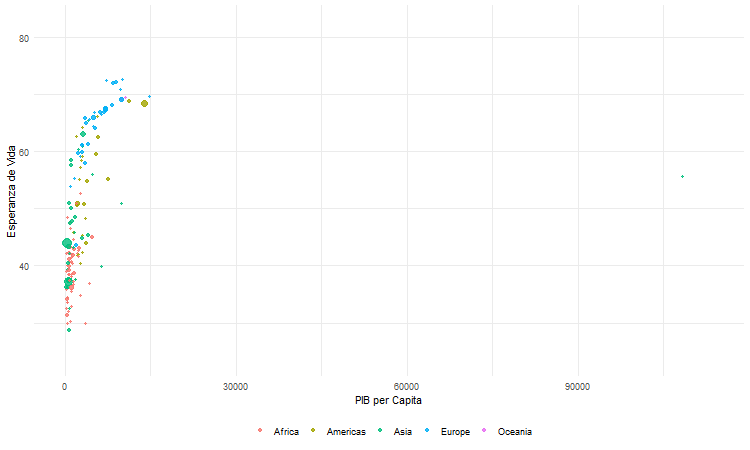 80
60
40
Esperanza de Vida
0 30000 60000 90000
PIB per Capita
Africa Americas Asia Europe Oceania